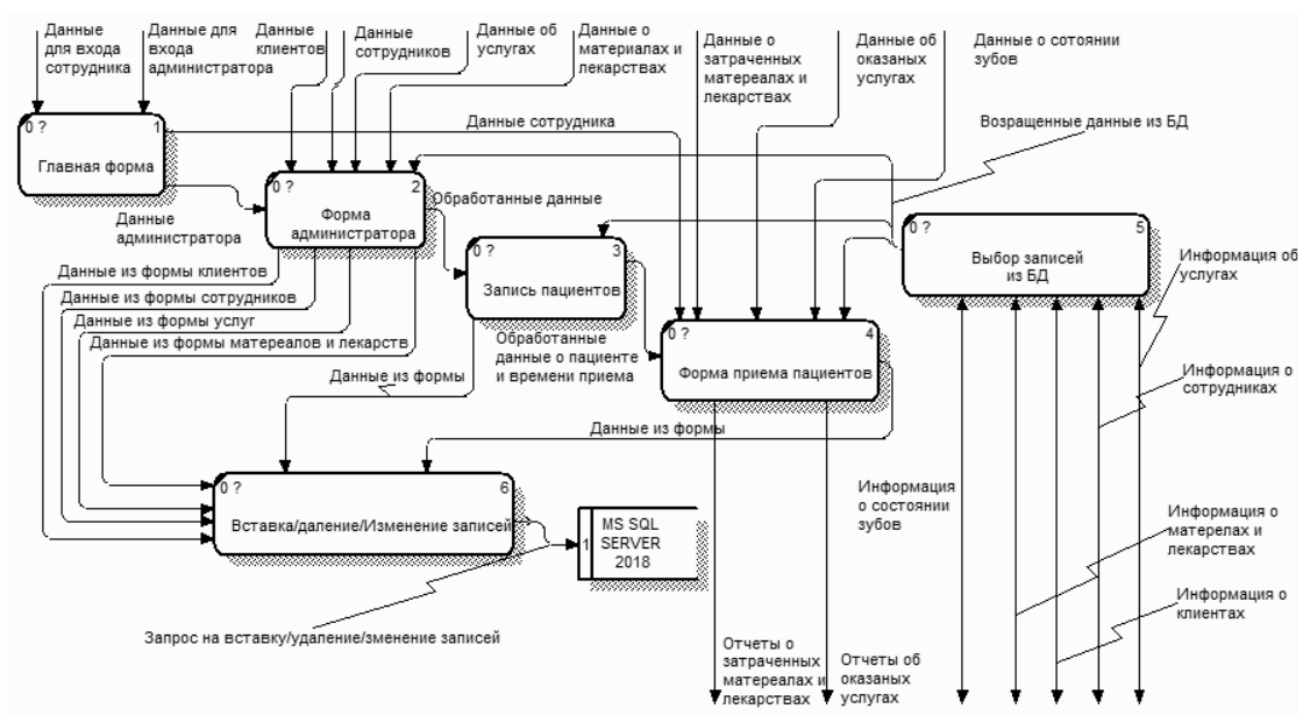 Данные
для входа
сотрудника
Данные для
входа
администратора
Данные
клиентов
Данные
сотрудников
Данные об
услугах
Данные о
материалах и
лекарствах
Данные о
затраченных
матереалах и
лекарствах
Данные об
оказаных
услугах
Данные о сотоянии
зубов
0 ?
1
Главная форма
Данные сотрудника
Возращенные данные из БД
0 ?
2
Форма
администратора
Данные
администратора
Обработанные данные
0 ?
3
Запись пациентов
0 ?
5
Выбор записей
из БД
Информация об
услугах
Данные из формы клиентов
Данные из формы сотрудников
Данные из формы услуг
Данные из формы матереалов и лекарств
Обработанные
данные о пациенте
и времени приема
0 ?
4
Форма приема пациентов
Данные из формы
Информация о
сотрудниках
Данные из формы
0 ?
6
Вставка/даление/Изменение записей
1
MS SQL
SERVER
2018
Информация
о состоянии
зубов
Информация о
матерелах и
лекарствах
Информация о
клиентах
Запрос на вставку/удаление/зменение записей
Отчеты о
затраченных
матереалах и
лекарствах
Отчеты об
оказаных
услугах